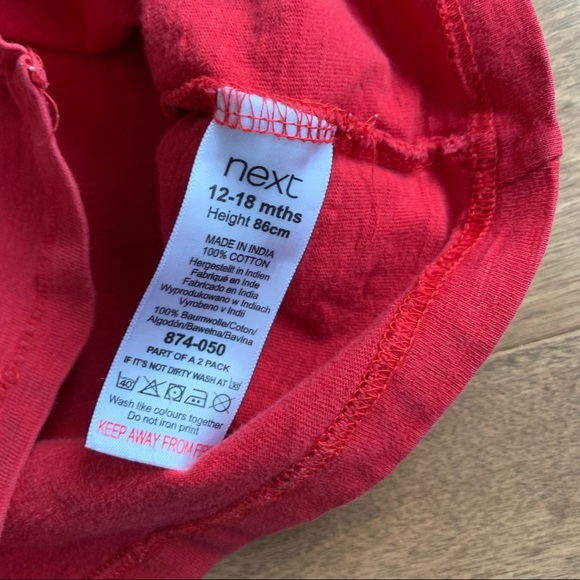 next
12-18 mths
Height 86cm
MADE IN INDIA
100% COTTON
Hergestellt in Indien
Fabriqué en Inde
Fabricado en India
Wyprodukowano w Indiach
Vyrobeno v Indii
100% Baumwolle/Coton/
Algodón/Bawełna/Bavlna
874-050
PART OF A 2 PACK
IF IT'S NOT DIRTY WASH AT 30°
40°
Wash like colours together
Do not iron print
KEEP AWAY FROM